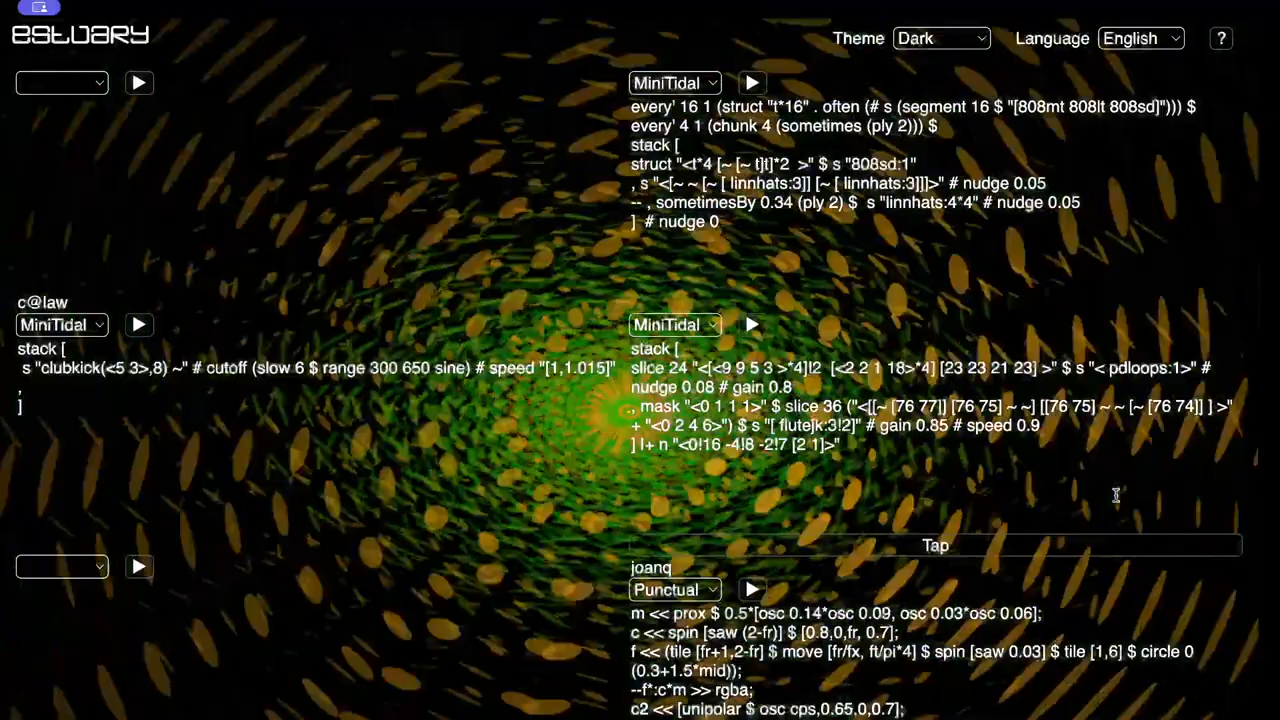 estuary
Theme Dark Language English ?
MiniTidal
every' 16 1 (struct "t*16" . often (# s (segment 16 $ "[808mt 808lt 808sd]"))) $
every' 4 1 (chunk 4 (sometimes (ply 2))) $
stack [
struct "<t*4 [~ [~ t]t]*2  >" $ s "808sd:1"
, s "<[~ ~ [~ [ linnhats:3]] [~ [ linnhats:3]]]>" # nudge 0.05
-- , sometimesBy 0.34 (ply 2) $  s "linnhats:4*4" # nudge 0.05
]  # nudge 0
c@law
MiniTidal
stack [
s "clubkick(<5 3>,8) ~" # cutoff (slow 6 $ range 300 650 sine) # speed "[1,1.015]"
,
]
MiniTidal
stack [
slice 24 "<[<9 9 5 3 >*4]!2  [<2 2 1 18>*4] [23 23 21 23] >" $ s "< pdloops:1>" #
nudge 0.08 # gain 0.8
, mask "<0 1 1 1>" $ slice 36 ("<[[~ [76 77]] [76 75] ~ ~] [[76 75] ~ ~ [~ [76 74]] ] >"
+ "<0 2 4 6>") $ s "[ flutejk:3!2]" # gain 0.85 # speed 0.9
] |+ n "<0!16 -4!8 -2!7 [2 1]>"
Tap
joanq
Punctual
m << prox $ 0.5*[osc 0.14*osc 0.09, osc 0.03*osc 0.06];
c << spin [saw (2-fr)] $ [0.8,0,fr, 0.7];
f << (tile [fr+1,2-fr] $ move [fr/fx, ft/pi*4] $ spin [saw 0.03] $ tile [1,6] $ circle 0
(0.3+1.5*mid));
--f*:c*m >> rgba;
c2 << [unipolar $ osc cps,0.65,0,0.7];